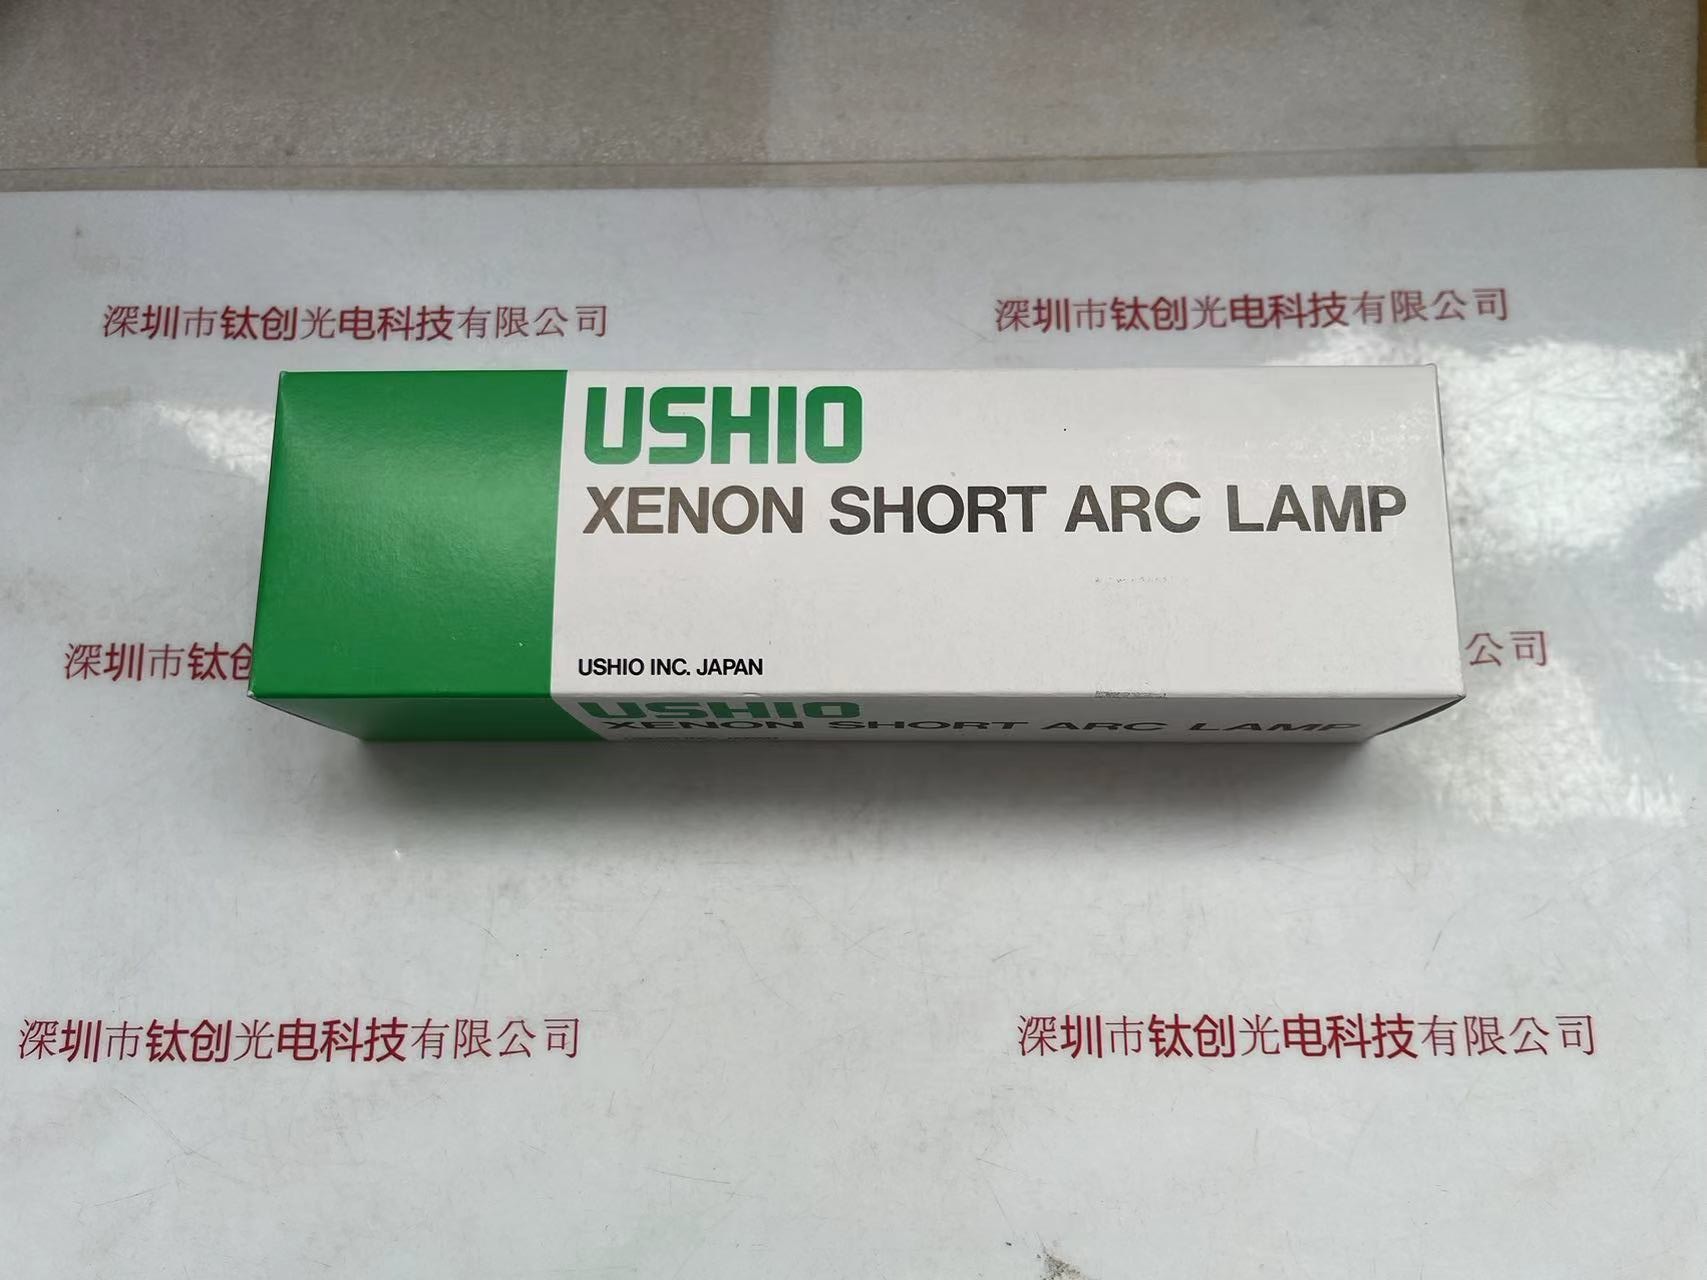 深圳市钛创光电科技有限公司
深圳市钛创光电科技有限公司
USHIO
XENON SHORT ARC LAMP
深圳市钛创
公司
USHIO INC. JAPAN
USHIO
XENON SHORT ARC LAMP
深圳市钛创光电科技有限公司
深圳市钛创光电科技有限公司